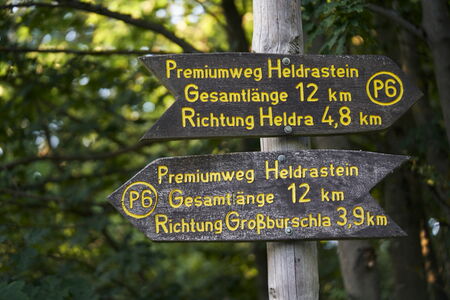 Premiumweg Heldrastein
Gesamtlänge 12 km
P6
Richtung Heldra 4,8 km
Premiumweg Heldrastein
P6
Gesamtlänge 12 km
Richtung Großburschla 3,9 km